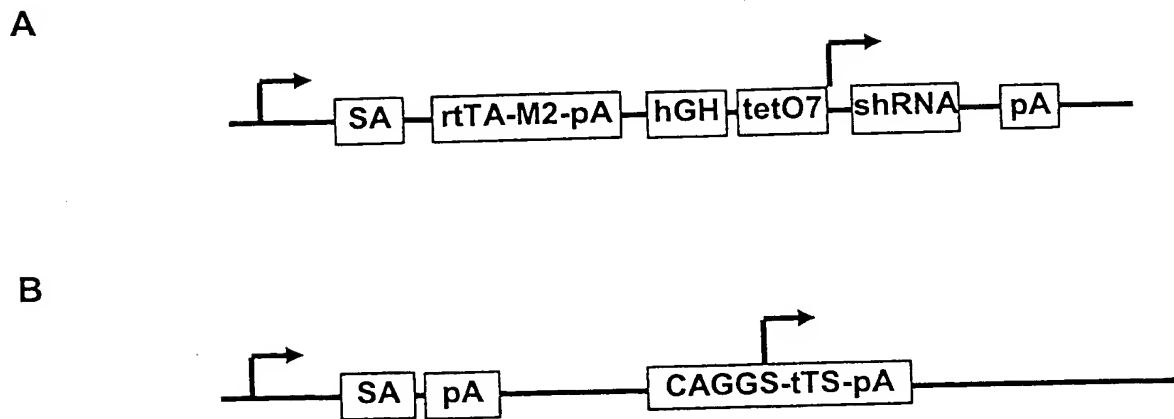 A
SA rtTA-M2-pA hGH tetO7 shRNA pA
B
SA pA CAGGS-tTS-pA